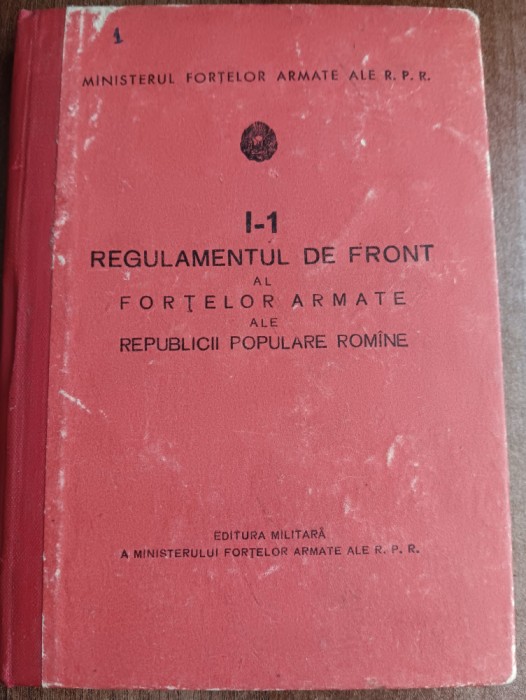 1
MINISTERUL FORȚELOR ARMATE ALE R. P. R.
I-1
REGULAMENTUL DE FRONT
AL
FORȚELOR ARMATE
ALE
REPUBLICII POPULARE ROMÎNE
EDITURA MILITARĂ
A MINISTERULUI FORȚELOR ARMATE ALE R. P. R.